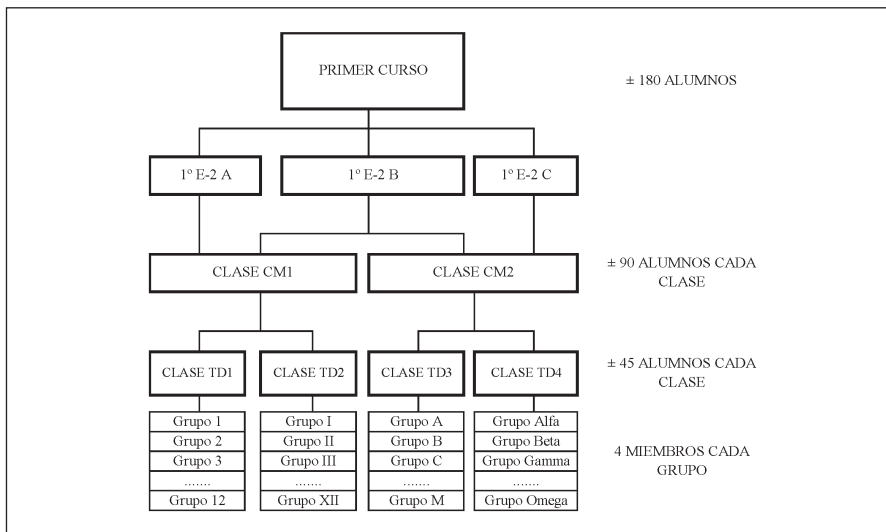 PRIMER CURSO
± 180 ALUMNOS
1º E-2 A
1º E-2 B
1º E-2 C
CLASE CM1
CLASE CM2
± 90 ALUMNOS CADA
CLASE
CLASE TD1
CLASE TD2
CLASE TD3
CLASE TD4
± 45 ALUMNOS CADA
CLASE
Grupo 1
Grupo 2
Grupo 3
.......
Grupo 12
Grupo I
Grupo II
Grupo III
.......
Grupo XII
Grupo A
Grupo B
Grupo C
.......
Grupo M
Grupo Alfa
Grupo Beta
Grupo Gamma
.......
Grupo Omega
4 MIEMBROS CADA
GRUPO